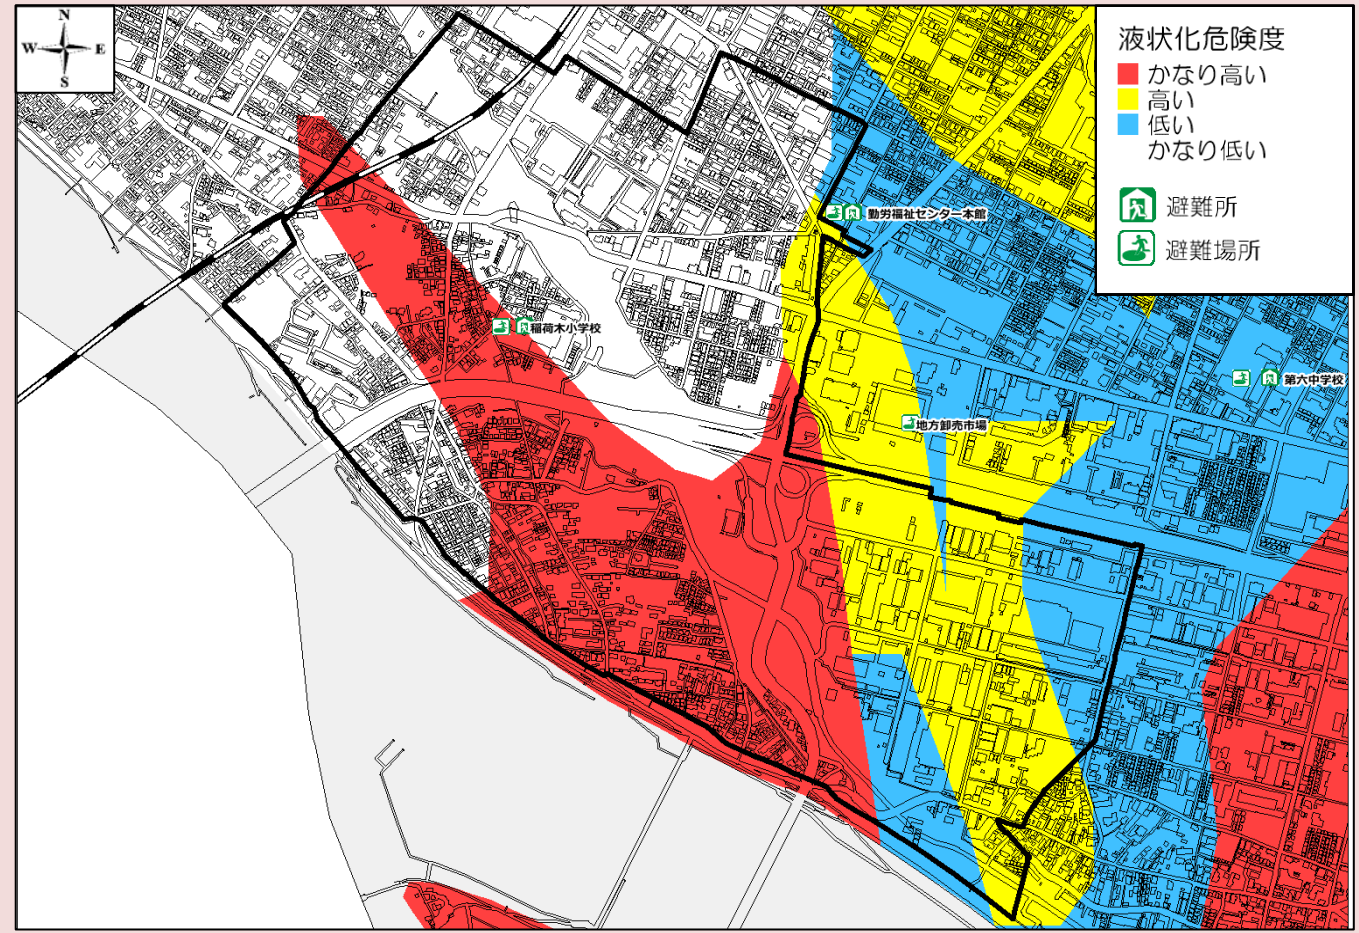 N
W E
S
液状化危険度
かなり高い
高い
低い
かなり低い
避難所
避難場所
勤労福祉センター本館
稲荷木小学校
第六中学校
地方卸売市場